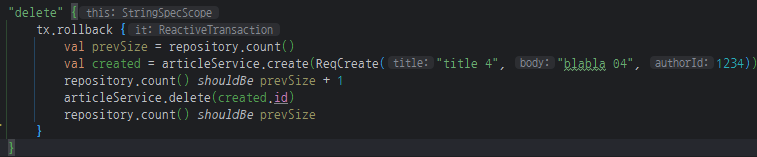 "delete" { this: StringSpecScope
tx.rollback { it: ReactiveTransaction
val prevSize = repository.count()
val created = articleService.create(ReqCreate( title: "title 4", body: "blabla 04", authorId: 1234))
repository.count() shouldBe prevSize + 1
articleService.delete(created.id)
repository.count() shouldBe prevSize
}
}